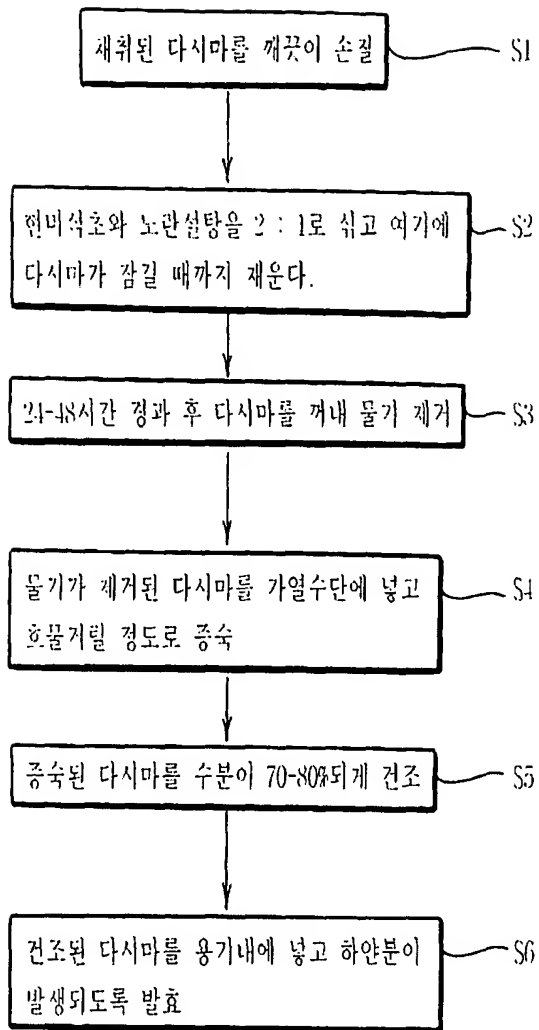 채취된 다시마를 깨끗이 손질
S1
현미식초와 노란설탕을 2 : 1로 섞고 여기에
S2
다시마가 잠길 때까지 재운다.
24-48시간 경과 후 다시마를 꺼내 물기 제거
S3
물기가 제거된 다시마를 가열수단에 넣고
S4
흐물거릴 정도로 증숙
증숙된 다시마를 수분이 70-80%되게 건조
S5
건조된 다시마를 용기내에 넣고 하얀분이
S6
발생되도록 발효